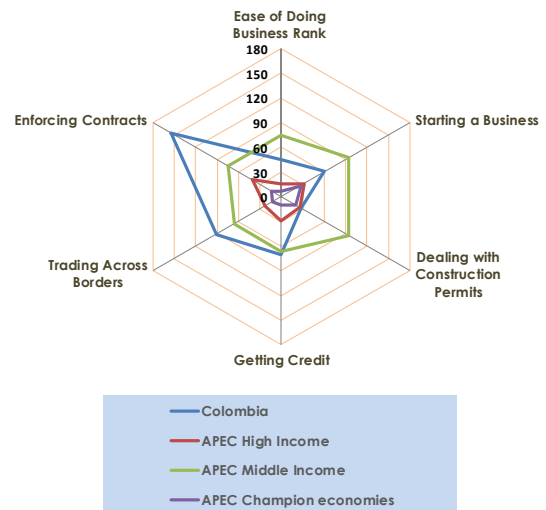 Ease of Doing
Business Rank
180
150
120
90
60
30
0
Enforcing Contracts
Starting a Business
Trading Across
Borders
Dealing with
Construction
Permits
Getting Credit
Colombia
APEC High Income
APEC Middle Income
APEC Champion economies